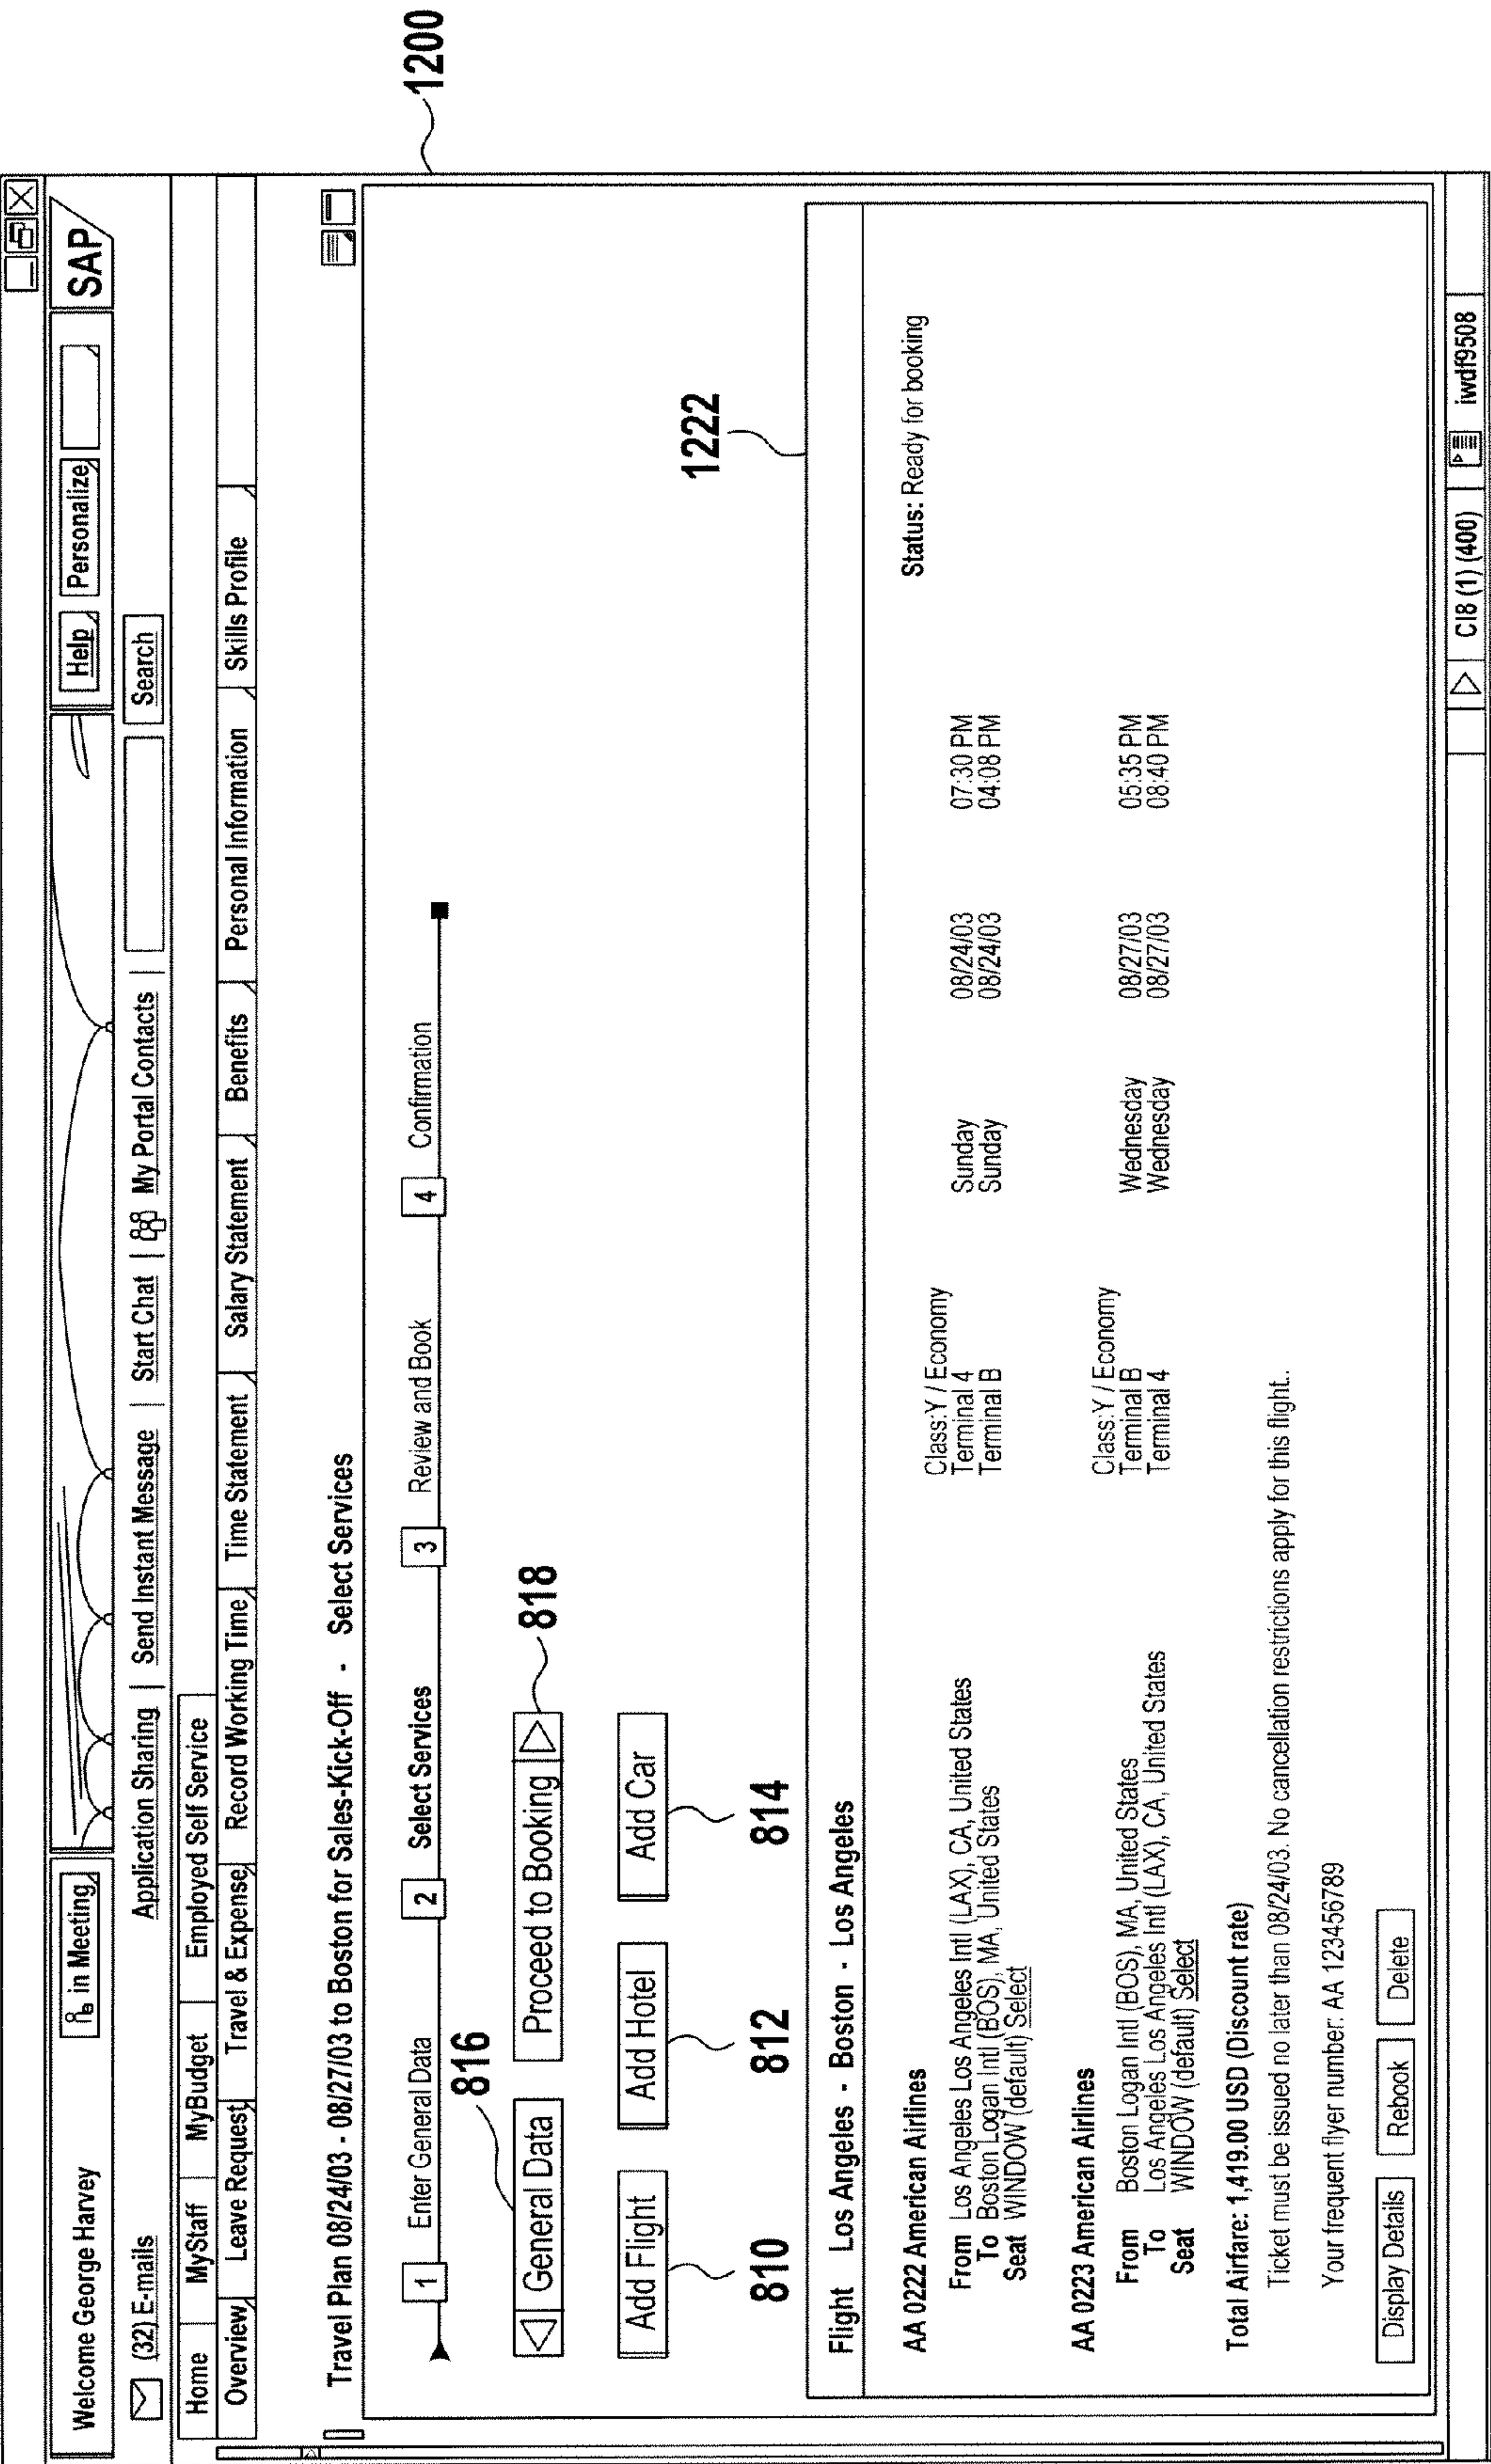 SAP
Welcome George Harvey
in Meeting
Help
Personalize
(32) E-mails
Application Sharing | Send Instant Message | Start Chat | My Portal Contacts |
Search
Home
MyStaff
MyBudget
Employed Self Service
Overview
Leave Request
Travel & Expense
Record Working Time
Time Statement
Salary Statement
Benefits
Personal Information
Skills Profile
Travel Plan 08/24/03 - 08/27/03 to Boston for Sales-Kick-Off - Select Services
1200
1 Enter General Data
2 Select Services
3 Review and Book
4 Confirmation
816
General Data
Proceed to Booking
818
Add Flight
Add Hotel
Add Car
810
812
814
1222
Flight Los Angeles - Boston - Los Angeles
AA 0222 American Airlines
Status: Ready for booking
Class:Y / Economy
From Los Angeles Los Angeles Intl (LAX), CA, United States Terminal 4 Sunday 08/24/03 07:30 PM
To Boston Logan Intl (BOS), MA, United States Terminal B Sunday 08/24/03 04:08 PM
Seat WINDOW (default) Select
AA 0223 American Airlines
Class:Y / Economy
From Boston Logan Intl (BOS), MA, United States Terminal B Wednesday 08/27/03 05:35 PM
To Los Angeles Los Angeles Intl (LAX), CA, United States Terminal 4 Wednesday 08/27/03 08:40 PM
Seat WINDOW (default) Select
Total Airfare: 1,419.00 USD (Discount rate)
Ticket must be issued no later than 08/24/03. No cancellation restrictions apply for this flight..
Your frequent flyer number: AA 123456789
Display Details
Rebook
Delete
CI8 (1) (400)
iwdf9508